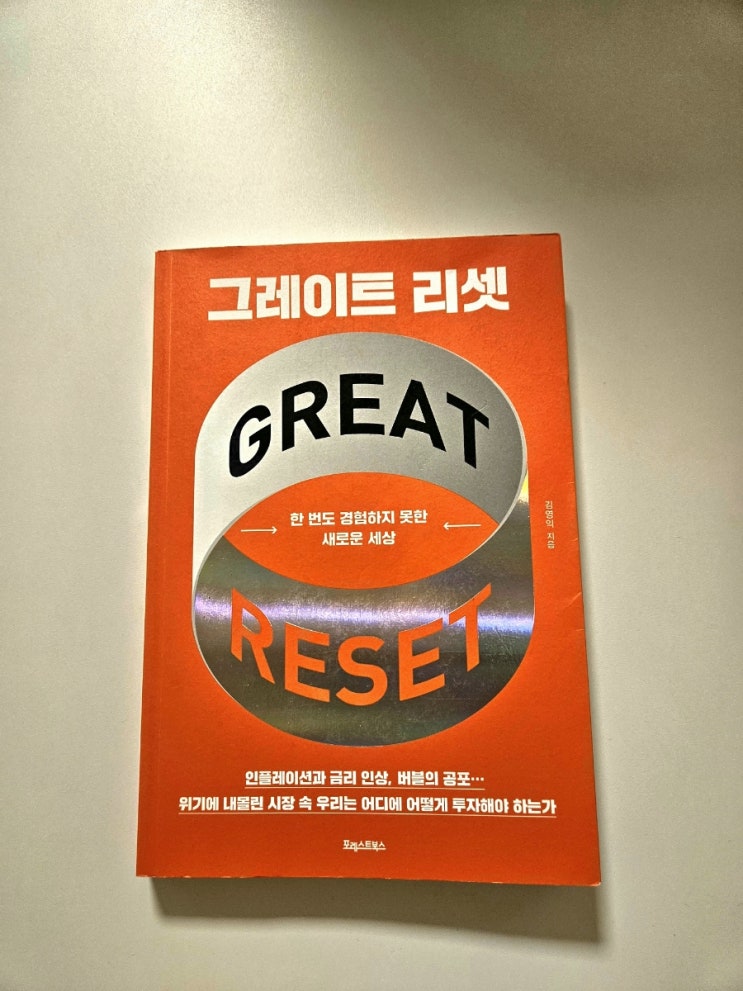 그레이트 리셋
GREAT
한 번도 경험하지 못한
새로운 세상
김영익 지음
RESET
인플레이션과 금리 인상, 버블의 공포…
위기에 내몰린 시장 속 우리는 어디에 어떻게 투자해야 하는가
포레스트북스